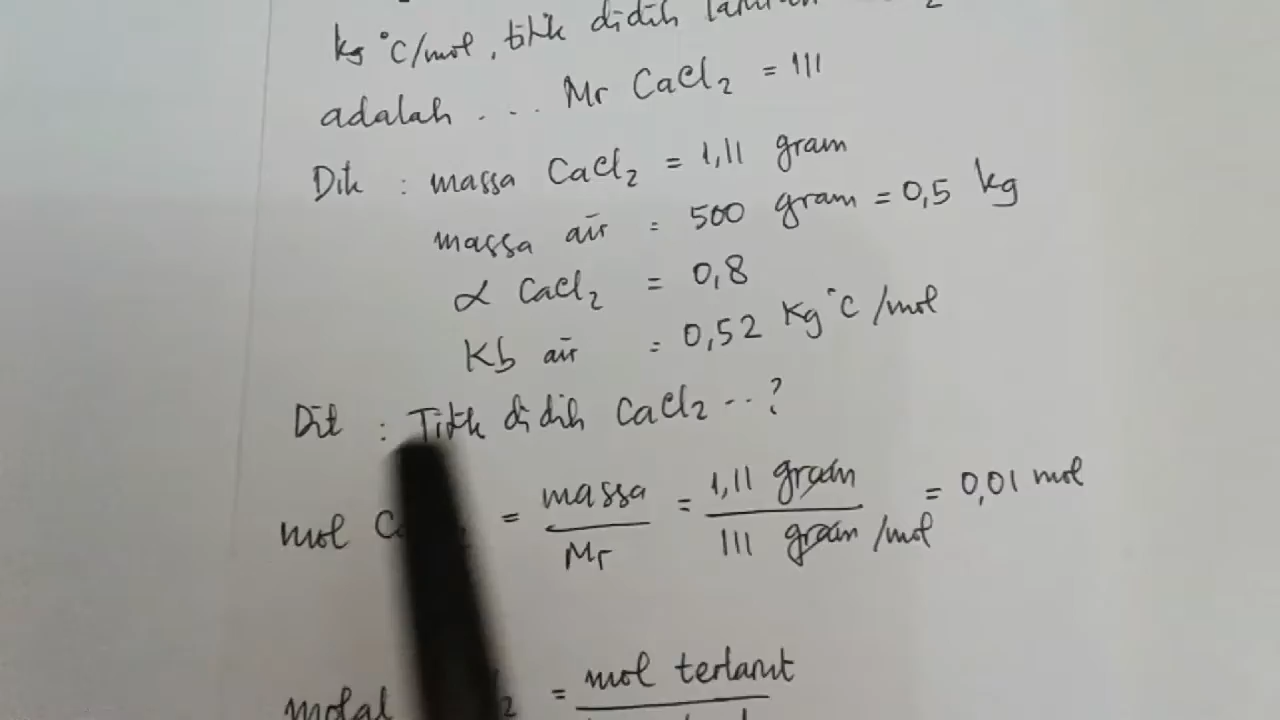 kg °C/mol, titik didih
adalah ... Mr CaCl2 = 111
Dik : massa CaCl2 = 1,11 gram
massa air = 500 gram = 0,5 kg
α CaCl2 = 0,8
Kb air = 0,52 Kg°C/mol
Dit : Titik didih CaCl2 ..?
mol = massa/Mr = 1,11 gram/111 gram/mol = 0,01 mol
molal = mol terlarut